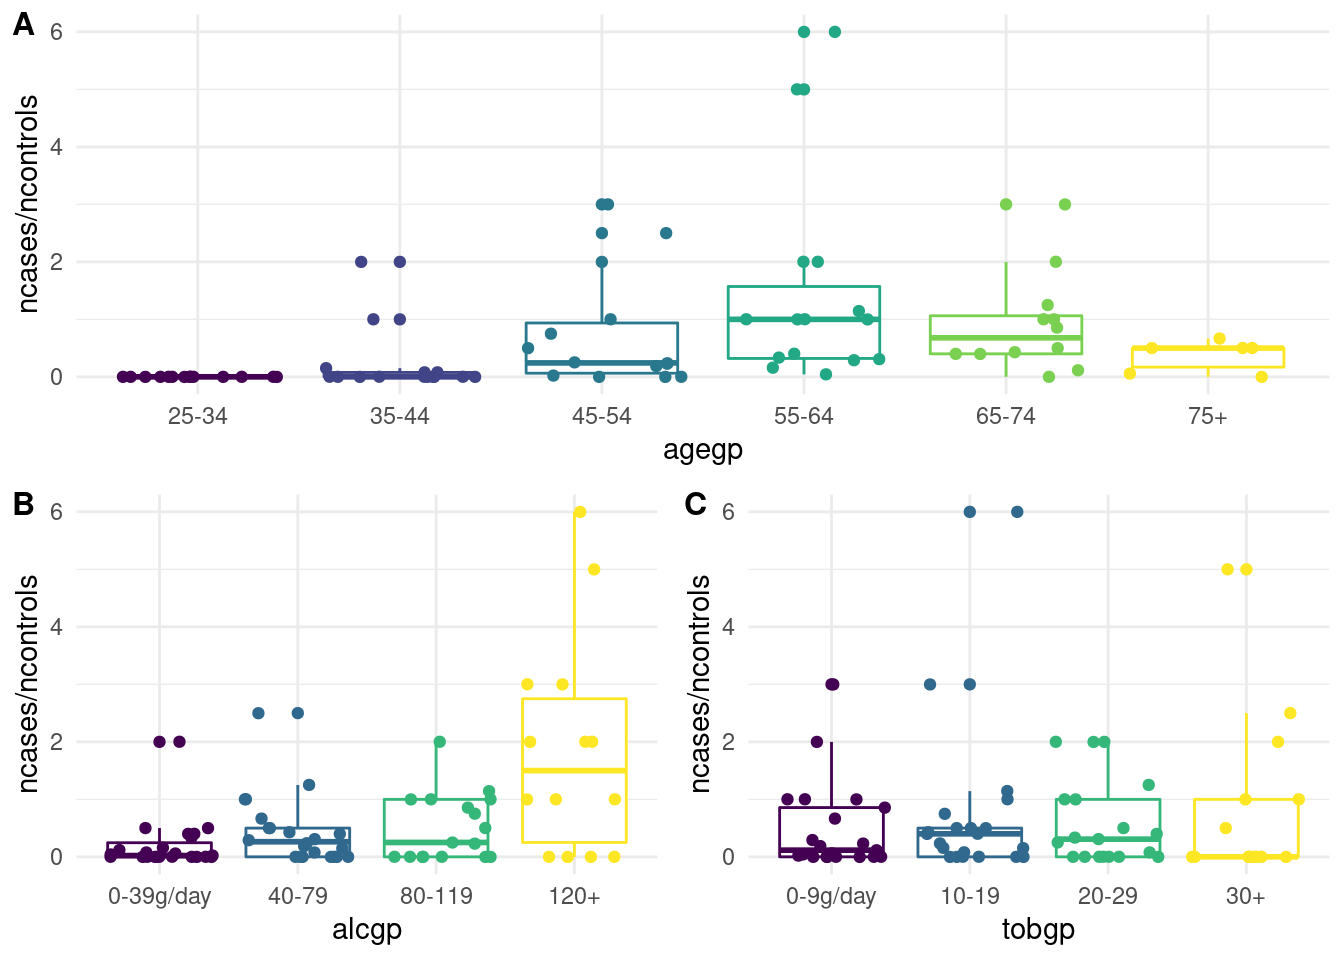 A
ncases/ncontrols
6
4
2
0
25-34 35-44 45-54 55-64 65-74 75+
agegp
B
ncases/ncontrols
6
4
2
0
0-39g/day 40-79 80-119 120+
alcgp
C
ncases/ncontrols
6
4
2
0
0-9g/day 10-19 20-29 30+
tobgp